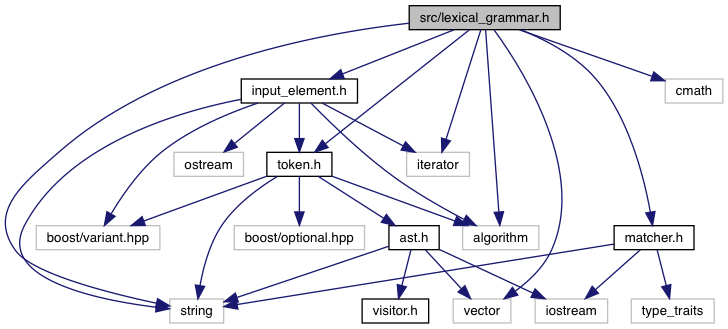 src/lexical_grammar.h
input_element.h
cmath
ostream
token.h
iterator
boost/variant.hpp
boost/optional.hpp
ast.h
algorithm
matcher.h
string
visitor.h
vector
iostream
type_traits